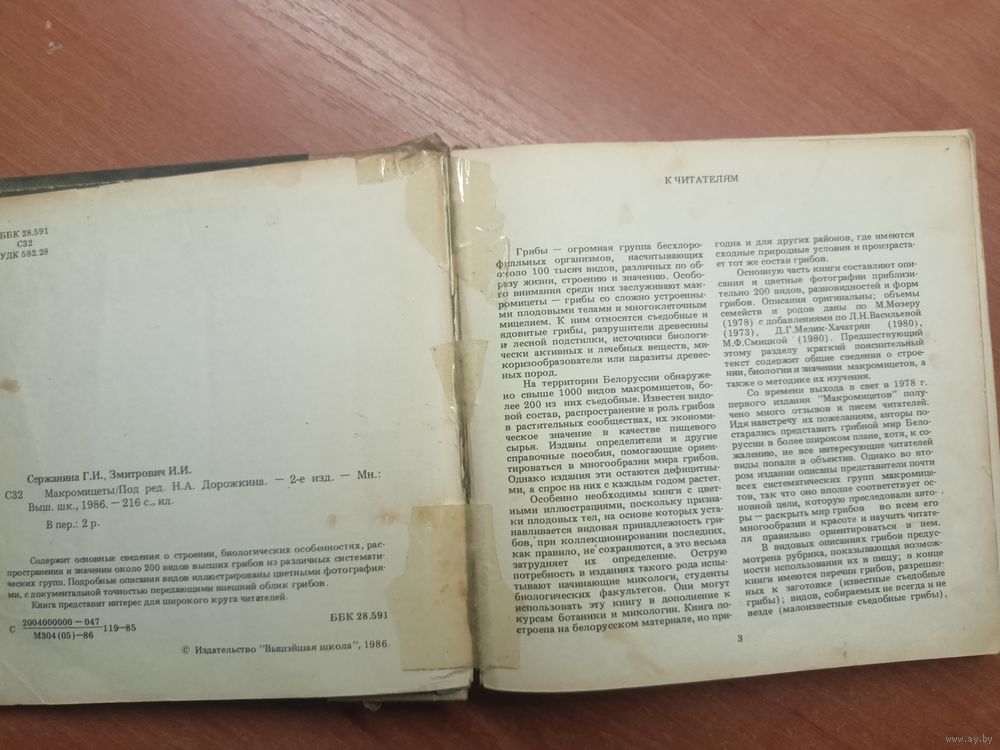 ББК 28.591
С32
УДК 582.28
Сержанина Г.И., Змитрович И.И.
С32 Макромицеты/Под ред. Н.А. Дорожкина. — 2-е изд. — Мн.:
Выш. шк., 1986. — 216 с., ил.
В пер.: 2 р.
Содержит основные сведения о строении, биологических особенностях, рас-
пространении и значении около 200 видов высших грибов из различных системати-
ческих групп. Подробные описания видов иллюстрированы цветными фотография-
ми, с документальной точностью передающими внешний облик грибов.
Книга представит интерес для широкого круга читателей.
С 2004000000 — 047
М304(05) — 86
119—85
ББК 28.591
© Издательство "Вышэйшая школа", 1986.
К ЧИТАТЕЛЯМ
Грибы — огромная группа бесхлоро-
филльных организмов, насчитывающих
около 100 тысяч видов, различных по об-
разу жизни, строению и значению. Особо-
го внимания среди них заслуживают мак-
ромицеты — грибы со сложно устроенны-
ми плодовыми телами и многоклеточным
мицелием. К ним относятся съедобные и
ядовитые грибы, разрушители древесины
и лесной подстилки, источники биологи-
чески активных и лечебных веществ, ми-
коризообразователи или паразиты древес-
ных пород.
На территории Белоруссии обнаруже-
но свыше 1000 видов макромицетов, бо-
лее 200 из них съедобные. Известен видо-
вой состав, распространение и роль грибов
в растительных сообществах, их экономи-
ческое значение в качестве пищевого
сырья. Изданы определители и другие
справочные пособия, помогающие ориен-
тироваться в многообразии мира грибов.
Однако издания эти остаются дефицитны-
ми, а спрос на них с каждым годом растет.
Особенно необходимы книги с цвет-
ными иллюстрациями, поскольку призна-
ки плодовых тел, на основе которых уста-
навливается видовая принадлежность гри-
бов, при коллекционировании последних,
как правило, не сохраняются, а это весьма
затрудняет их определение. Острую
потребность в изданиях такого рода испы-
тывают начинающие микологи, студенты
биологических факультетов. Они могут
использовать эту книгу в дополнение к
курсам ботаники и микологии. Книга по-
строена на белорусском материале, но при-
годна и для других районов, где имеются
сходные природные условия и произраста-
ет тот же состав грибов.
Основную часть книги составляют опи-
сания и цветные фотографии приблизи-
тельно 200 видов, разновидностей и форм
грибов. Описания оригинальны; объемы
семейств и родов даны по М.Мозеру
(1978) с добавлениями по Л.Н.Васильевой
(1973), Д.Г.Мелик-Хачатрян (1980),
М.Ф.Смицкой (1980). Предшествующий
этому разделу краткий пояснительный
текст содержит общие сведения о строе-
нии, биологии и значении макромицетов, а
также о методике их изучения.
Со времени выхода в свет в 1978 г.
первого издания "Макромицетов" полу-
чено много отзывов и писем читателей.
Идя навстречу их пожеланиям, авторы по-
старались представить грибной мир Бело-
руссии в более широком плане, хотя, к со-
жалению, не все интересующие читателей
виды попали в объектив. Однако во вто-
ром издании описаны представители почти
всех систематических групп макромице-
тов, так что оно вполне соответствует ос-
новной цели, которую преследовали авто-
ры — раскрыть мир грибов во всем его
многообразии и красоте и научить читате-
ля правильно ориентироваться в нем.
В видовых описаниях грибов предус-
мотрена рубрика, показывающая возмож-
ности использования их в пищу; в конце
книги имеются перечни грибов, разрешен-
ных к заготовке (известные съедобные
грибы); видов, собираемых не всегда и не
везде (малоизвестные съедобные грибы),
3
www.ay.by